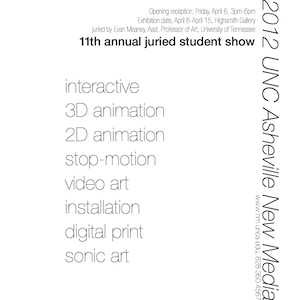 Opening reception, Friday, April 6, 3pm-6pm
Exhibition date, April 6-April 15, Highsmith Gallery
juried by Evan Meaney, Asst. Professor of Art, University of Tennessee
11th annual juried student show
interactive
3D animation
2D animation
stop-motion
video art
installation
digital print
sonic art
2012 UNC Asheville New Media